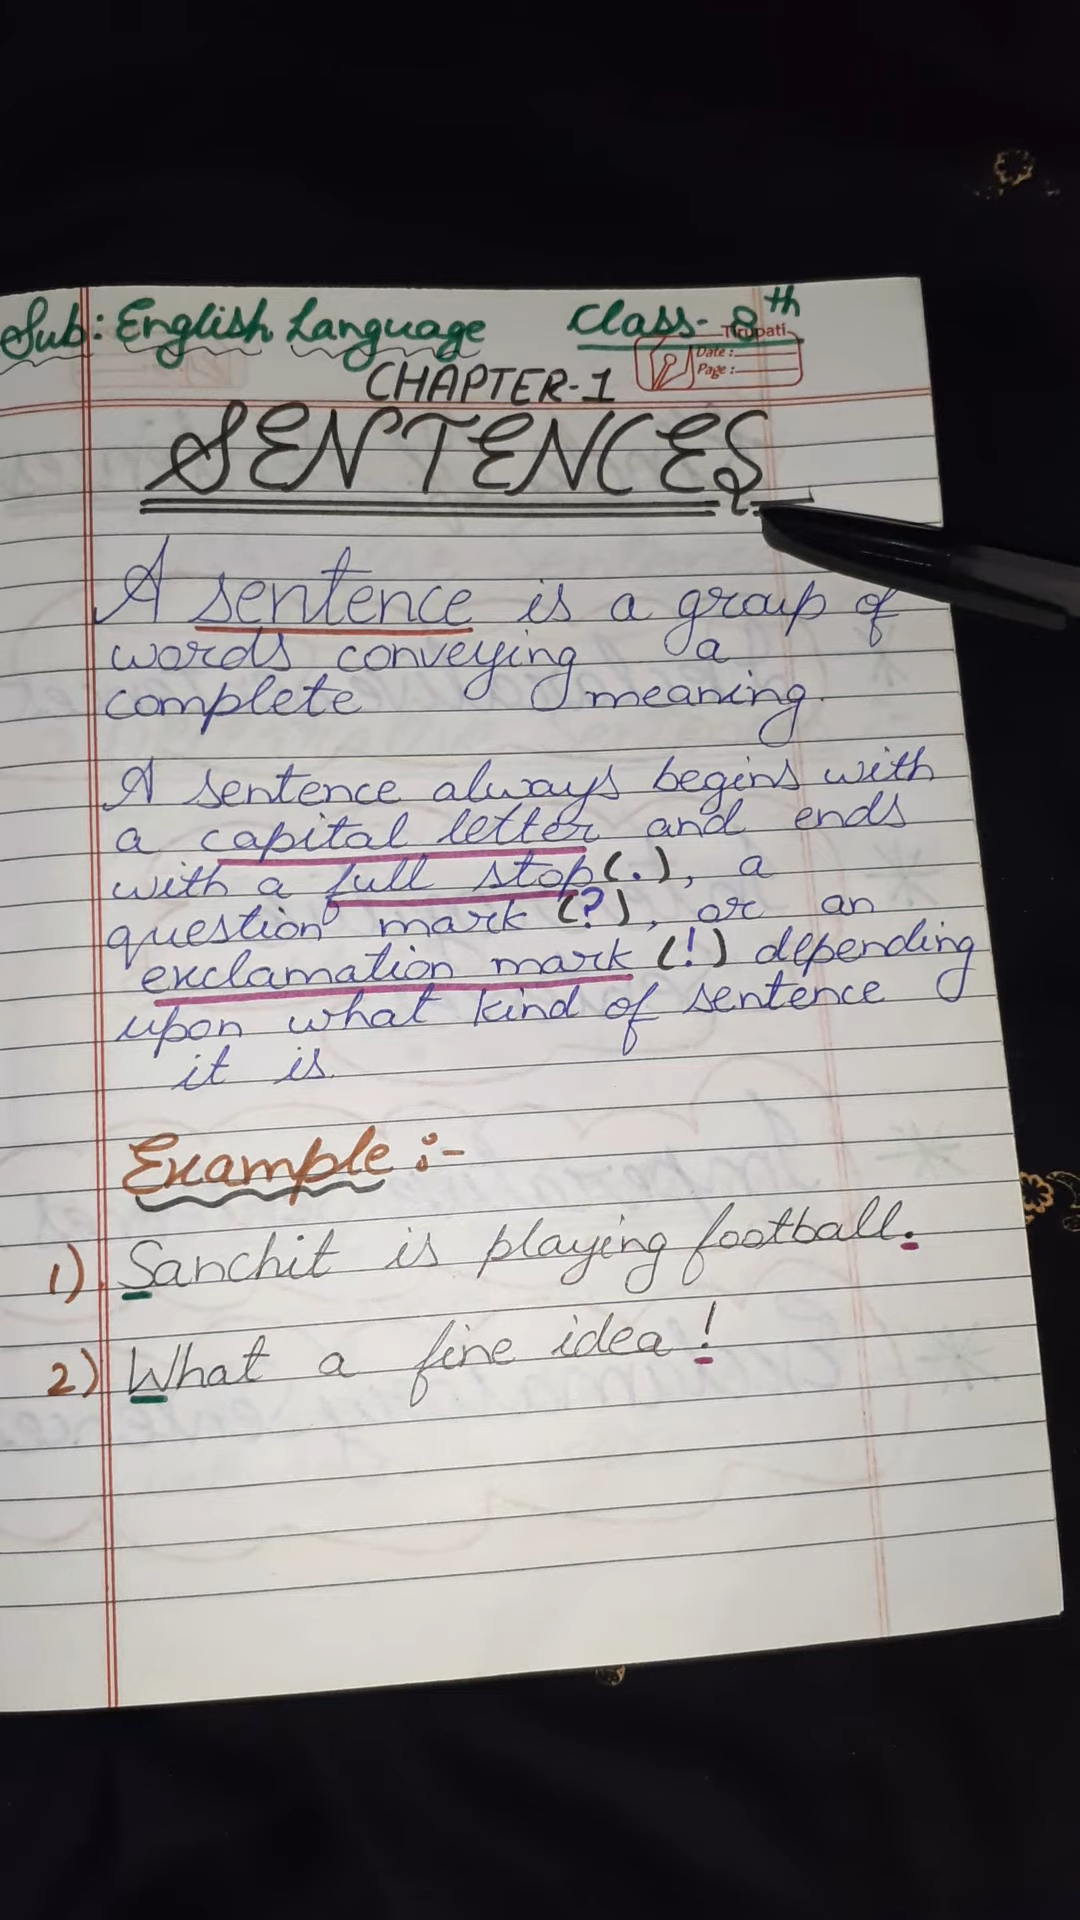 Sub: English Language Class- 8th
Tirupati
Date :
Page :
CHAPTER-1
SENTENCES
A sentence is a group of
words conveying a
complete meaning.
A sentence always begins with
a capital letter and ends
with a full stop(.), a
question mark (?), or an
exclamation mark (!) depending
upon what kind of sentence
it is.
Example :-
1) Sanchit is playing football.
2) What a fine idea !